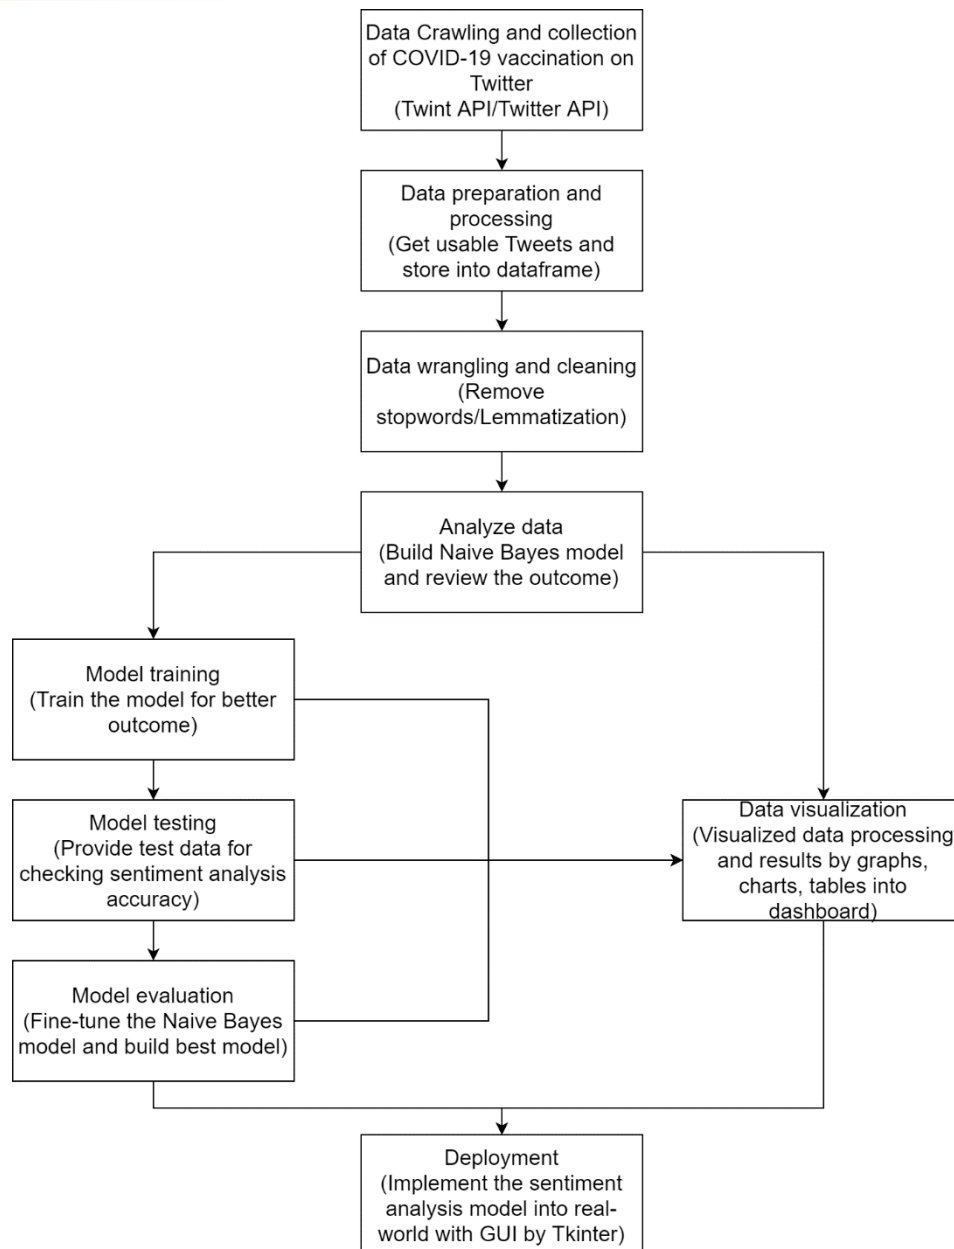 Data Crawling and collection
of COVID-19 vaccination on
Twitter
(Twint API/Twitter API)
Data preparation and
processing
(Get usable Tweets and
store into dataframe)
Data wrangling and cleaning
(Remove
stopwords/Lemmatization)
Analyze data
(Build Naive Bayes model
and review the outcome)
Model training
(Train the model for better
outcome)
Model testing
(Provide test data for
checking sentiment analysis
accuracy)
Model evaluation
(Fine-tune the Naive Bayes
model and build best model)
Data visualization
(Visualized data processing
and results by graphs,
charts, tables into
dashboard)
Deployment
(Implement the sentiment
analysis model into real-
world with GUI by Tkinter)